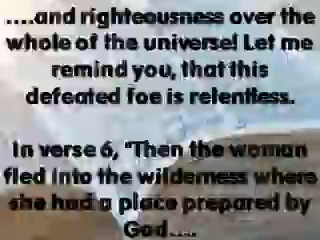 ....and righteousness over the
whole of the universe! Let me
remind you, that this
defeated foe is relentless.
In verse 6, "Then the woman
fled into the wilderness where
she had a place prepared by
God....